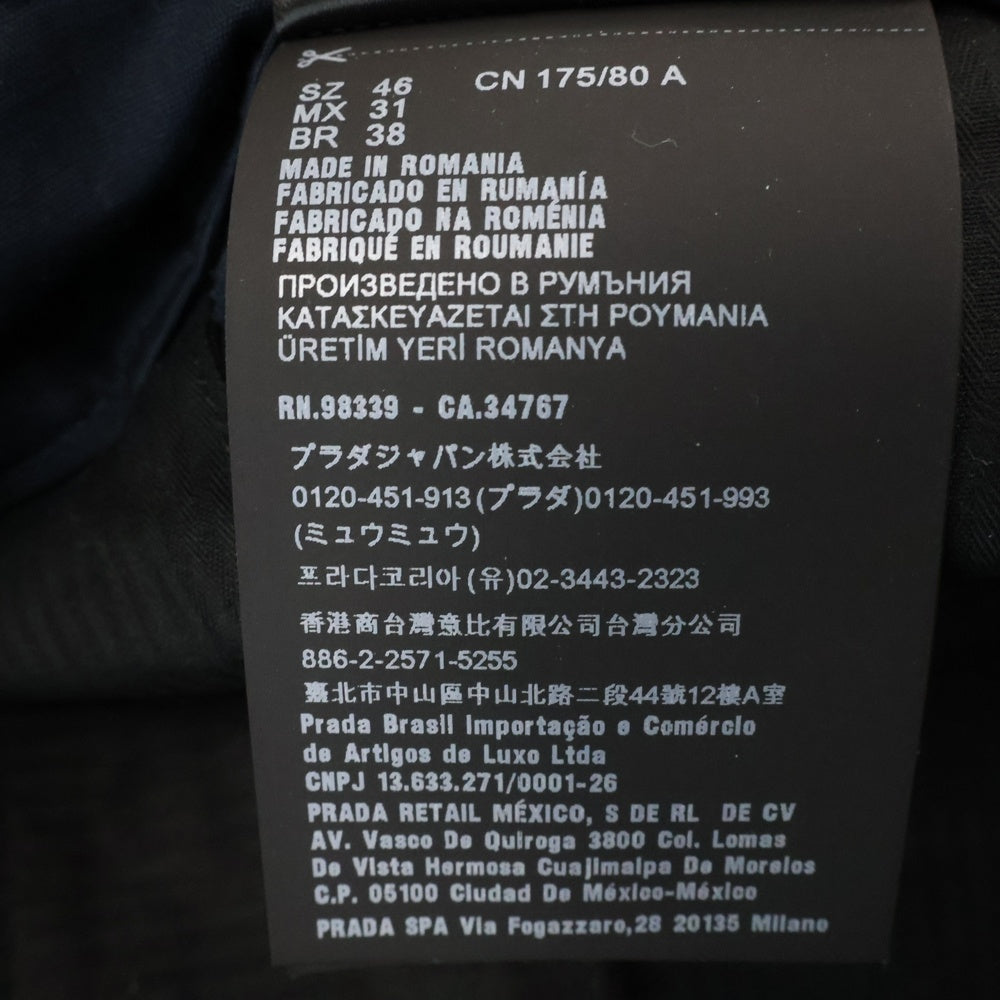 SZ 46 CN 175/80 A
MX 31
BR 38
MADE IN ROMANIA
FABRICADO EN RUMANÍA
FABRICADO NA ROMÉNIA
FABRIQUÉ EN ROUMANIE
ПРОИЗВЕДЕНО В РУМЪНИЯ
ΚΑΤΑΣΚΕΥΑΖΕΤΑΙ ΣΤΗ ΡΟΥΜΑΝΙΑ
ÜRETİM YERİ ROMANYA
RN.98339 - CA.34767
プラダジャパン株式会社
0120-451-913(プラダ)0120-451-993
(ミュウミュウ)
프라다코리아(유)02-3443-2323
香港商台灣意比有限公司台灣分公司
886-2-2571-5255
臺北市中山區中山北路二段44號12樓A室
Prada Brasil Importação e Comércio
de Artigos de Luxo Ltda
CNPJ 13.633.271/0001-26
PRADA RETAIL MÉXICO, S DE RL DE CV
AV. Vasco De Quiroga 3800 Col. Lomas
De Vista Hermosa Cuajimalpa De Morelos
C.P. 05100 Ciudad De México-México
PRADA SPA Via Fogazzaro,28 20135 Milano